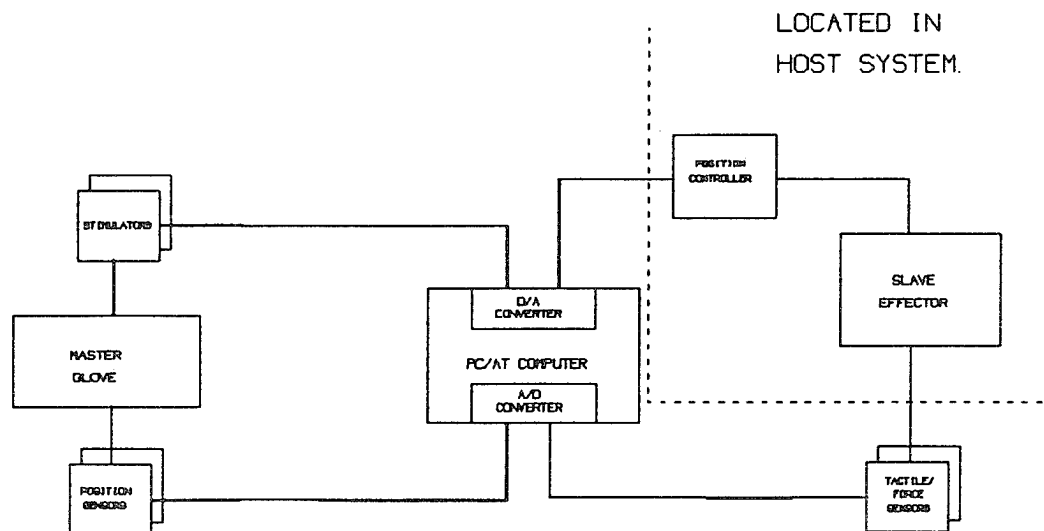 LOCATED IN
HOST SYSTEM.
POSITION
CONTROLLER
STIMULATORS
SLAVE
EFFECTOR
D/A
CONVERTER
MASTER
GLOVE
PC/AT COMPUTER
A/D
CONVERTER
POSITION
SENSORS
TACTILE/
FORCE
SENSORS